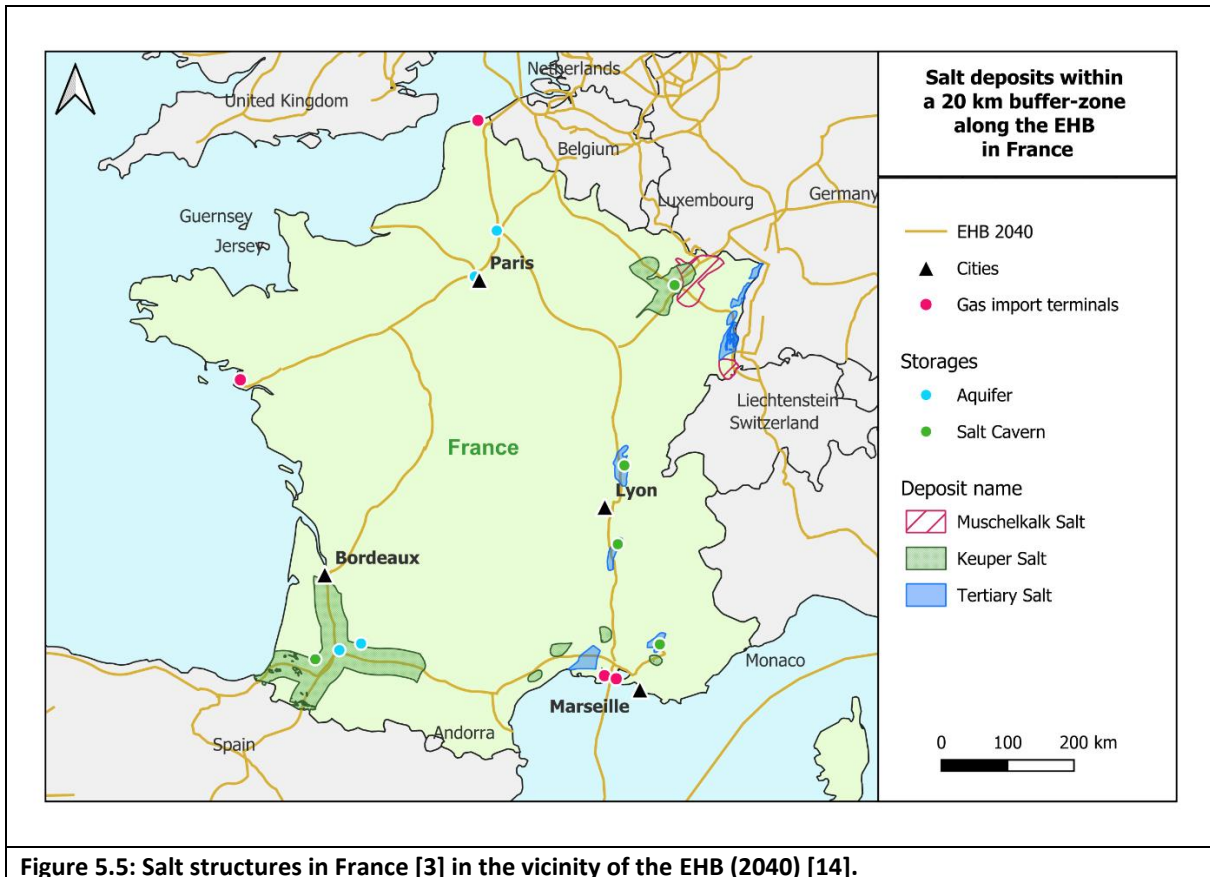 Netherlands
United Kingdom
Belgium
Luxembourg
Germany
Guernsey
Jersey
Paris
Liechtenstein
Switzerland
France
Lyon
Bordeaux
Monaco
Marseille
Andorra
Spain
Salt deposits within
a 20 km buffer-zone
along the EHB
in France
EHB 2040
Cities
Gas import terminals
Storages
Aquifer
Salt Cavern
Deposit name
Muschelkalk Salt
Keuper Salt
Tertiary Salt
0 100 200 km
Figure 5.5: Salt structures in France [3] in the vicinity of the EHB (2040) [14].